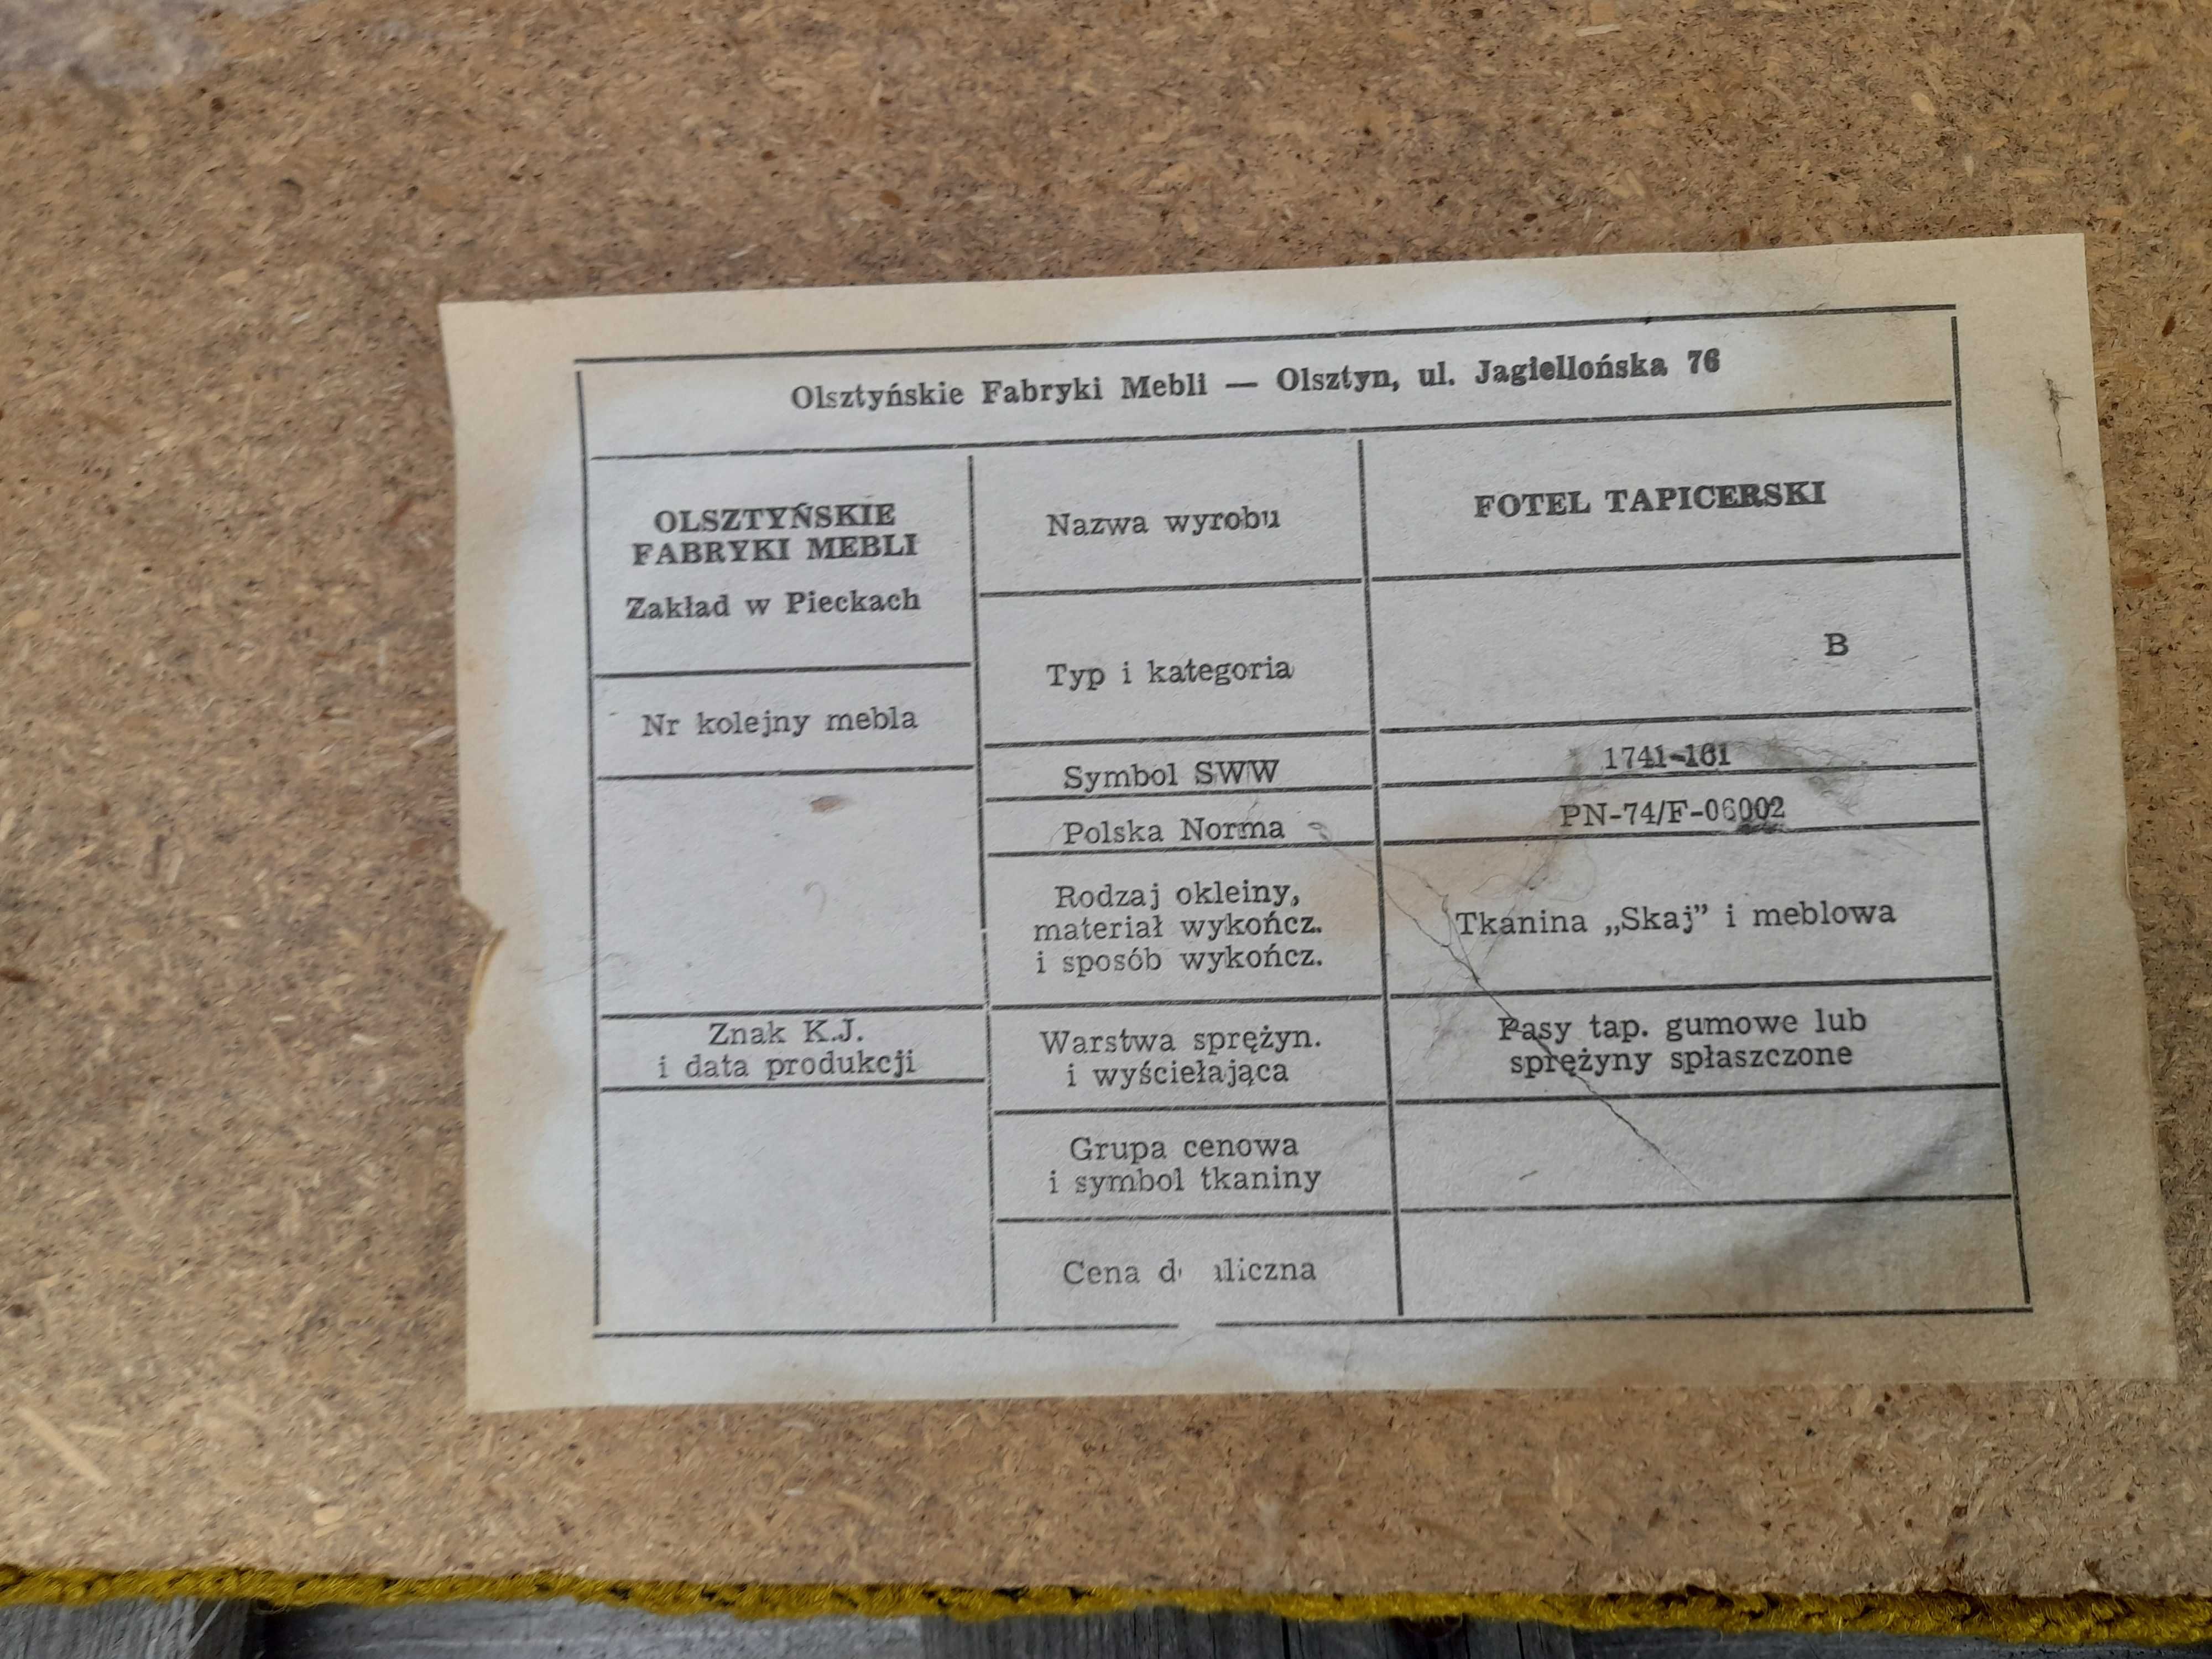 Olsztyńskie Fabryki Mebli — Olsztyn, ul. Jagiellońska 76
OLSZTYŃSKIE
FABRYKI MEBLI
Zakład w Pieckach
Nr kolejny mebla
Znak K.J.
i data produkcji
Nazwa wyrobu
FOTEL TAPICERSKI
Typ i kategoria
B
Symbol SWW
1741-161
Polska Norma
PN-74/F-06002
Rodzaj okleiny,
materiał wykończ.
i sposób wykończ.
Tkanina „Skaj” i meblowa
Warstwa sprężyn.
i wyściełająca
Pasy tap. gumowe lub
sprężyny spłaszczone
Grupa cenowa
i symbol tkaniny
Cena